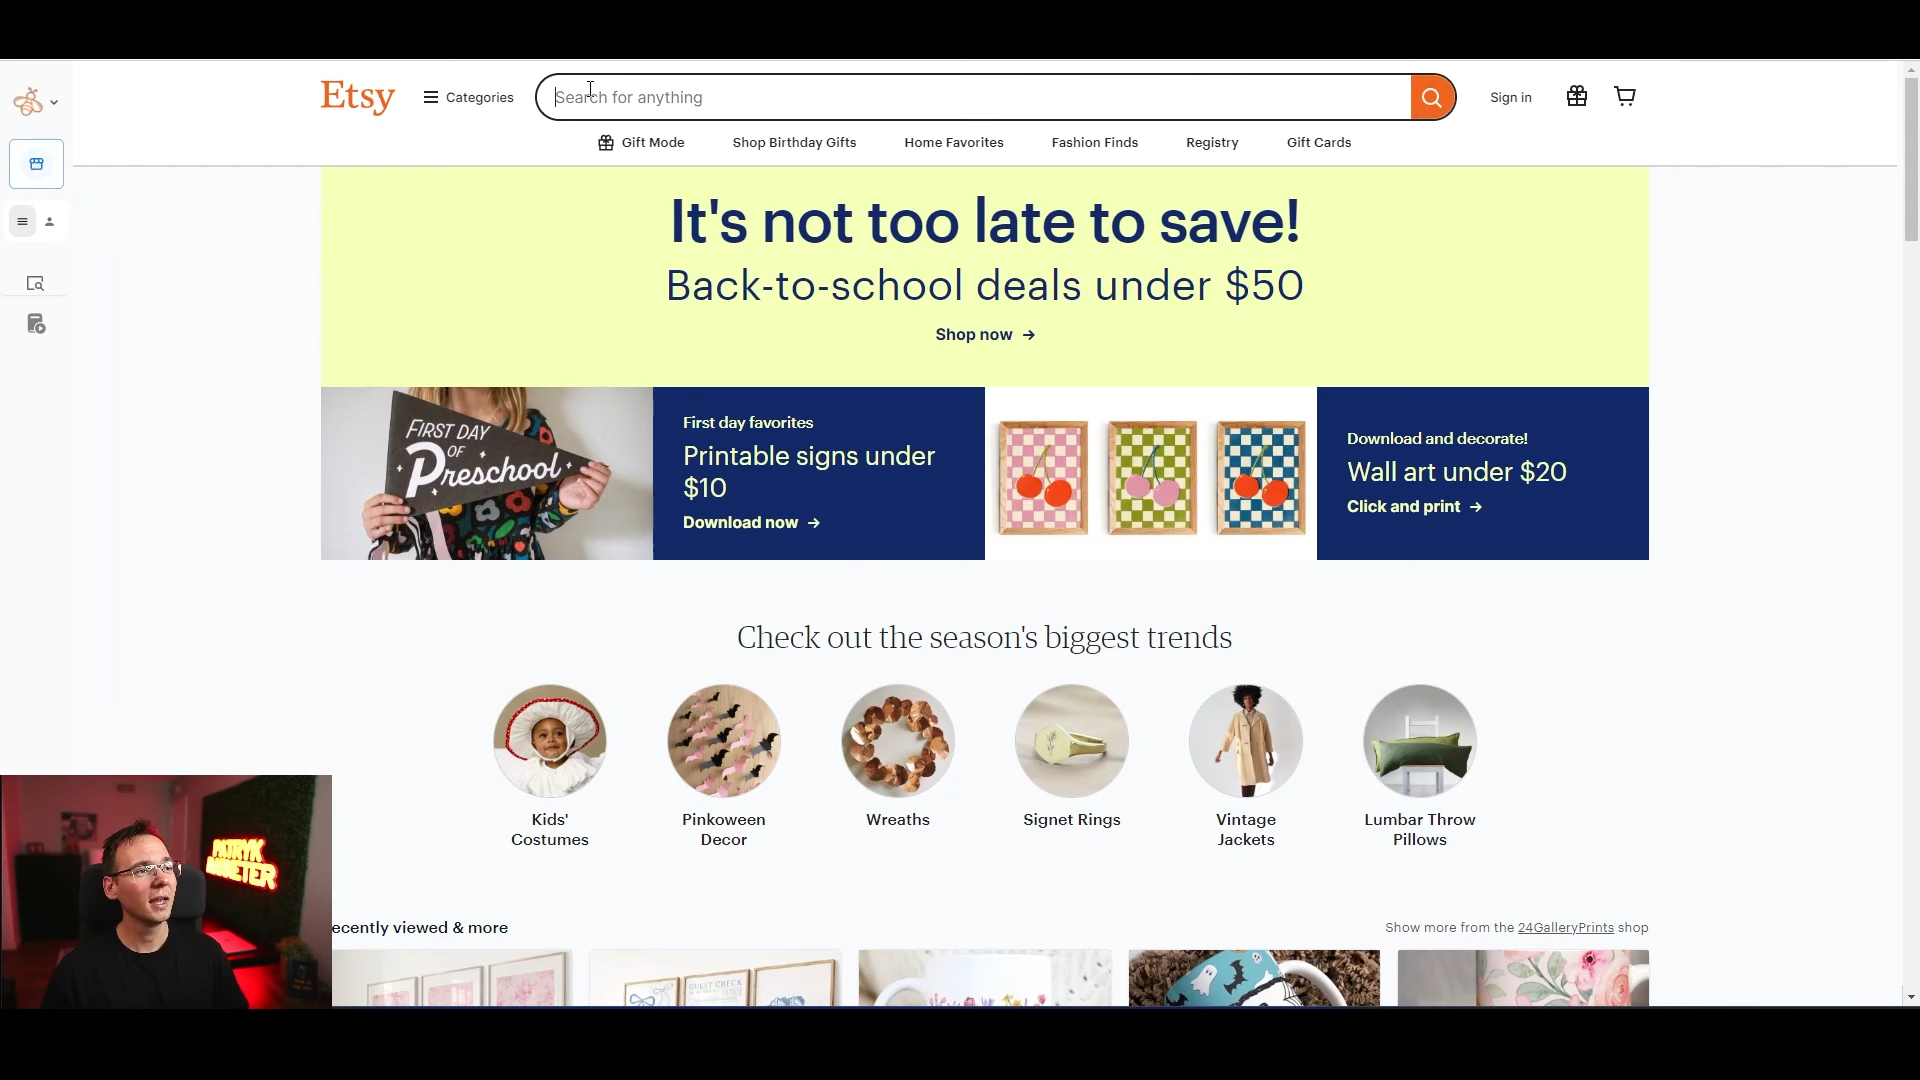 Etsy
Categories
Search for anything
Sign in
Gift Mode
Shop Birthday Gifts
Home Favorites
Fashion Finds
Registry
Gift Cards
It's not too late to save!
Back-to-school deals under $50
Shop now →
FIRST DAY
OF
Preschool
First day favorites
Printable signs under
$10
Download now →
Download and decorate!
Wall art under $20
Click and print →
Check out the season's biggest trends
Kids'
Costumes
Pinkoween
Decor
Wreaths
Signet Rings
Vintage
Jackets
Lumbar Throw
Pillows
ecently viewed & more
Show more from the 24GalleryPrints shop
GUEST CHECK
PATRYK